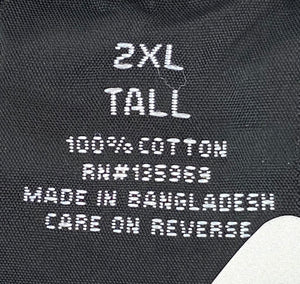 2XL
TALL
100% COTTON
RN#135969
MADE IN BANGLADESH
CARE ON REVERSE